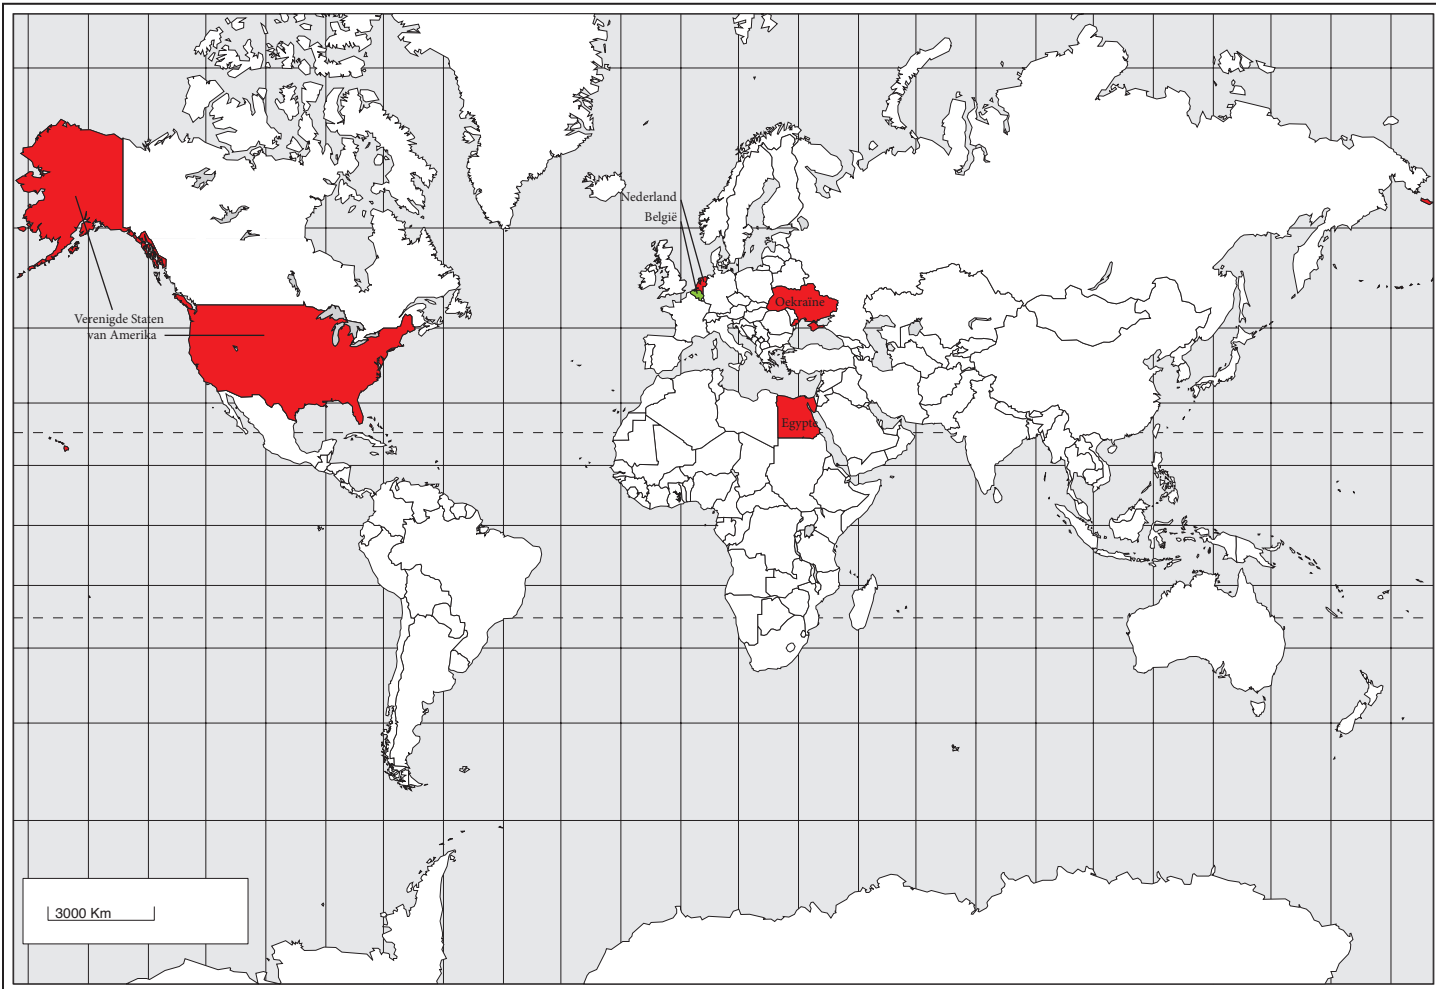 Nederland
België
Oekraïne
Verenigde Staten
van Amerika
Egypte
3000 Km